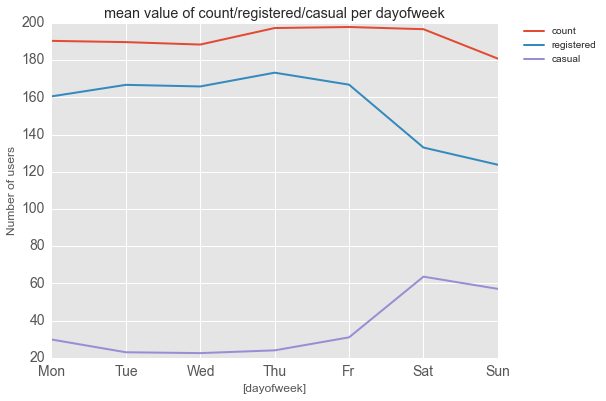 mean value of count/registered/casual per dayofweek
count
registered
casual
Number of users
200
180
160
140
120
100
80
60
40
20
Mon Tue Wed Thu Fr Sat Sun
[dayofweek]